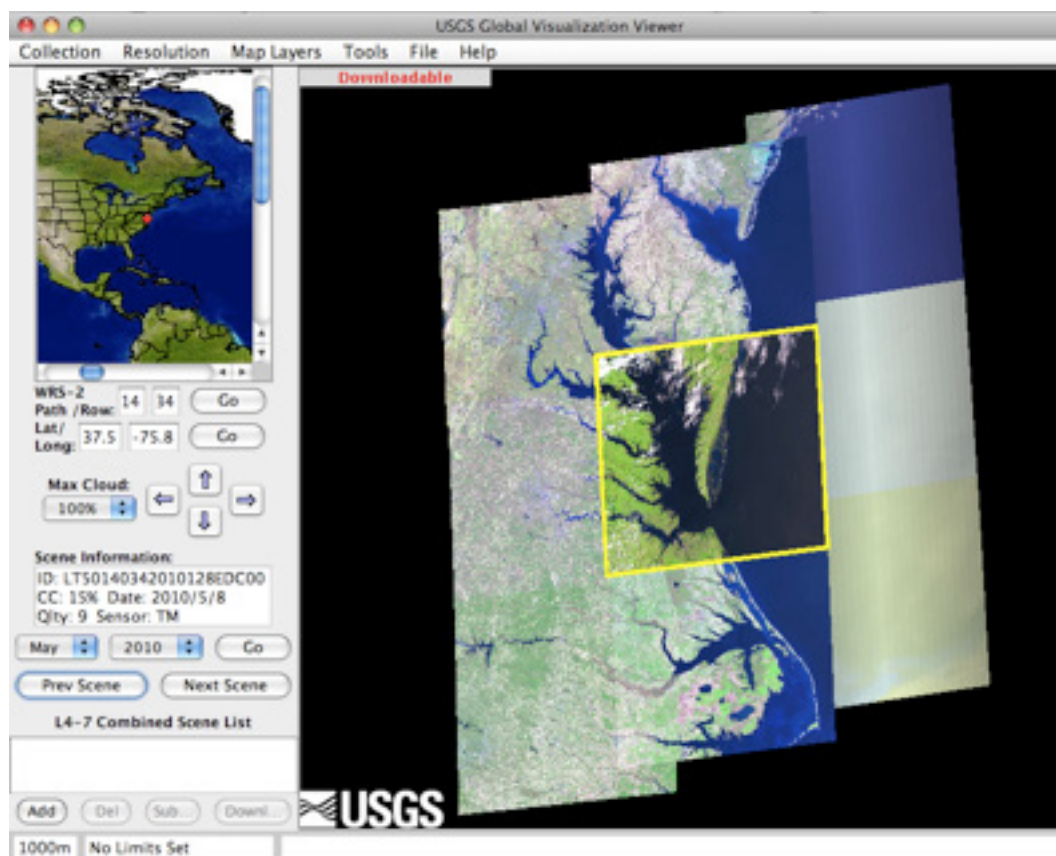 USGS Global Visualization Viewer
Collection Resolution Map Layers Tools File Help
Downloadable
WRS-2
Path /Row: 14 34 Go
Lat/
Long: 37.5 -75.8 Go
Max Cloud:
100%
Scene Information:
ID: LT50140342010128EDC00
CC: 15% Date: 2010/5/8
Qlty: 9 Sensor: TM
May 2010 Go
Prev Scene Next Scene
L4-7 Combined Scene List
Add Del Sub... Downl...
USGS
1000m No Limits Set